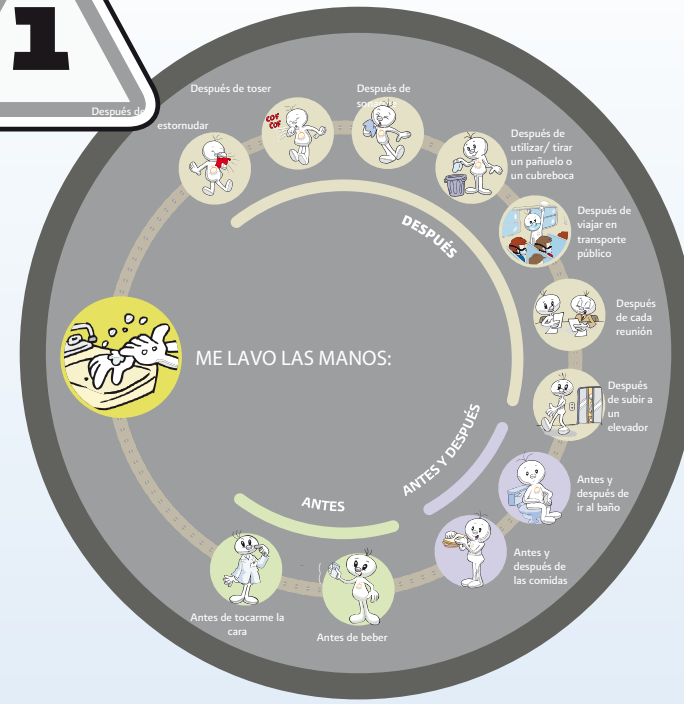 1
Después de toser
Después de
Después de
estornudar
COF
COF
Después de
utilizar/ tirar
un pañuelo o
un cubreboca
Después de
viajar en
transporte
público
DESPUÉS
Después
de cada
reunión
ME LAVO LAS MANOS:
Después
de subir a
un
elevador
ANTES Y DESPUÉS
Antes y
después de
ir al baño
ANTES
Antes y
después de
las comidas
Antes de tocarme la
cara
Antes de beber